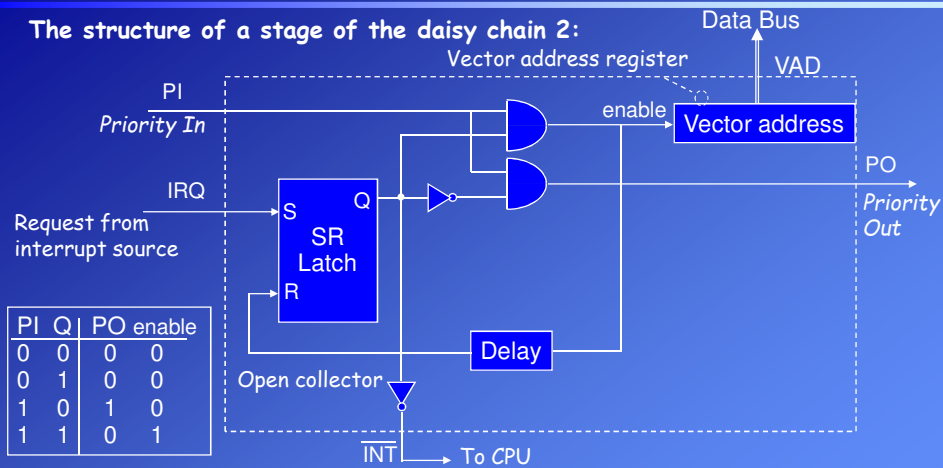 The structure of a stage of the daisy chain 2:
Data Bus
Vector address register
VAD
PI
Priority In
enable
Vector address
PO
Priority
Out
IRQ
Request from
interrupt source
S
Q
SR
Latch
R
Delay
Open collector
PI Q PO enable
0 0 0 0
0 1 0 0
1 0 1 0
1 1 0 1
I̅N̅T̅
To CPU